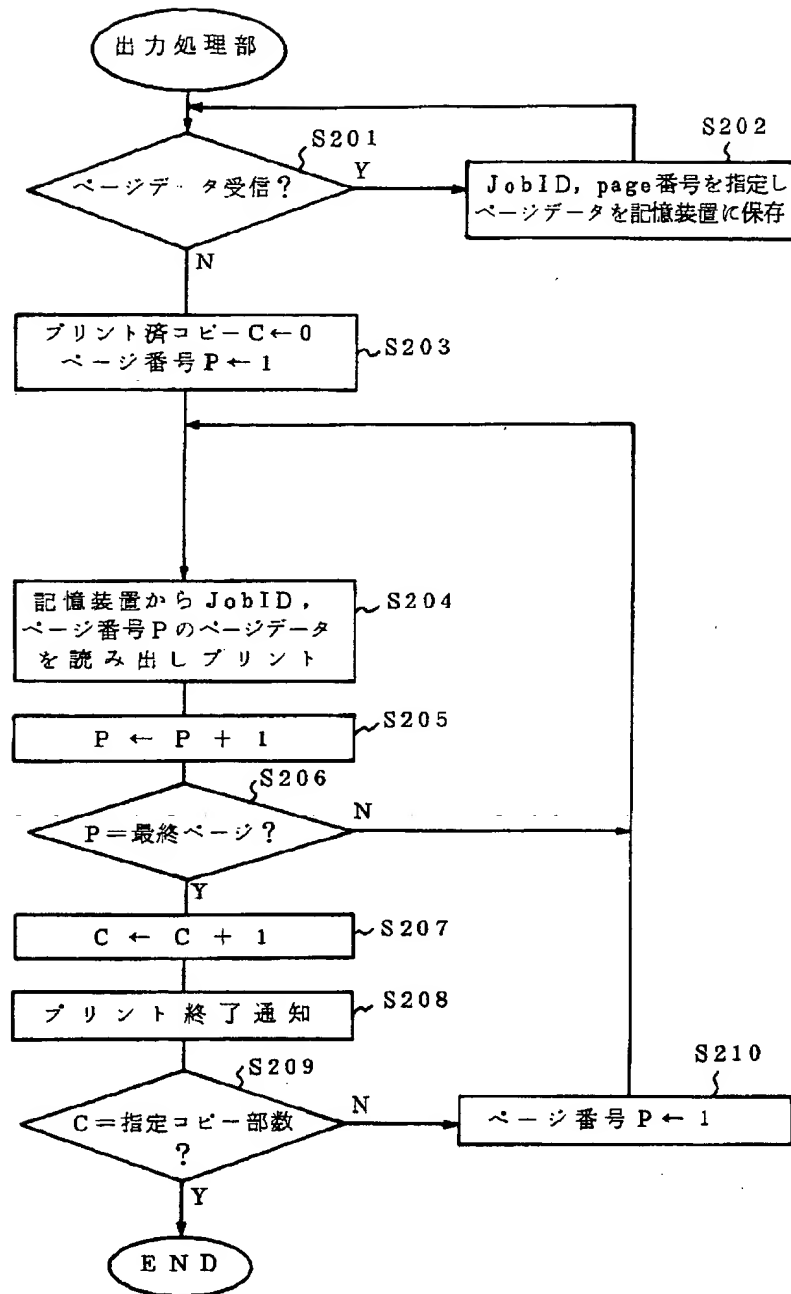 出力処理部
S201
ページデータ受信?
Y
N
S202
JobID, page番号を指定し
ページデータを記憶装置に保存
プリント済コピーC←0
ページ番号P←1
S203
記憶装置からJobID,
ページ番号Pのページデータ
を読み出しプリント
S204
P ← P + 1
S205
S206
P=最終ページ?
N
Y
C ← C + 1
S207
プリント終了通知
S208
S209
C=指定コピー部数
?
N
Y
S210
ページ番号P←1
END